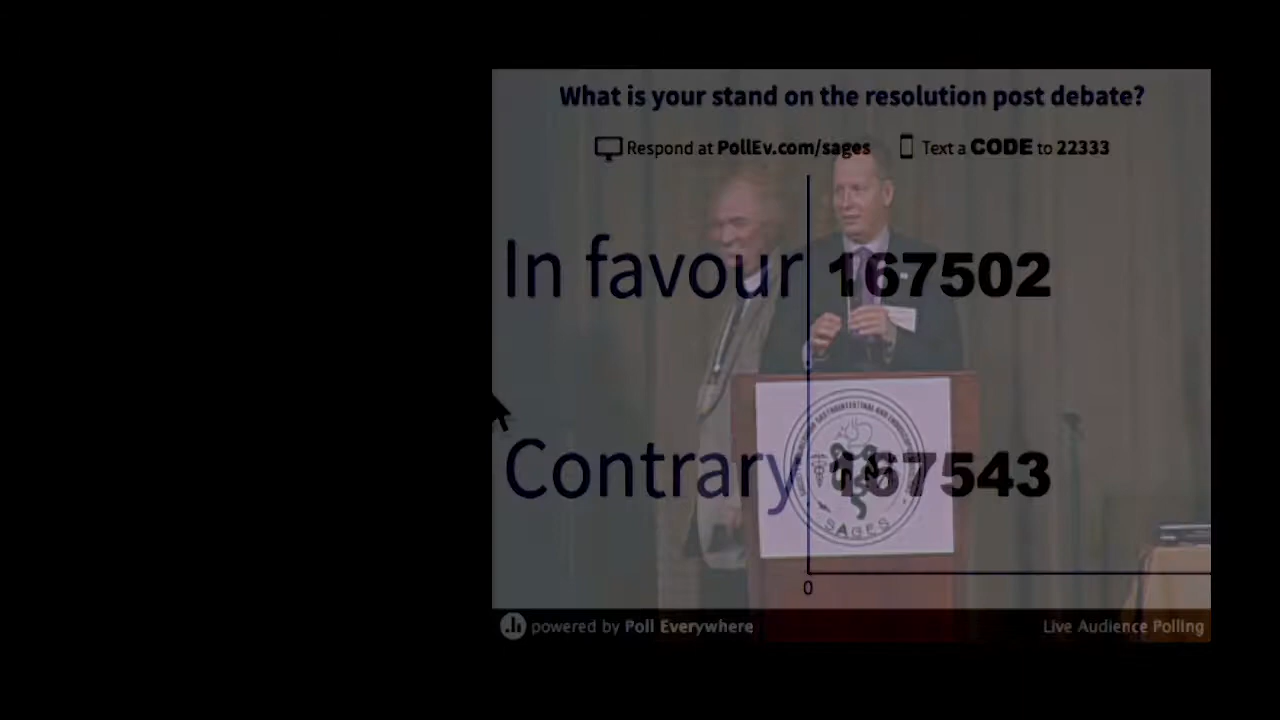 What is your stand on the resolution post debate?
Respond at PollEv.com/sages Text a CODE to 22333
In favour 167502
Contrary 167543
SAGES
0
powered by Poll Everywhere Live Audience Polling